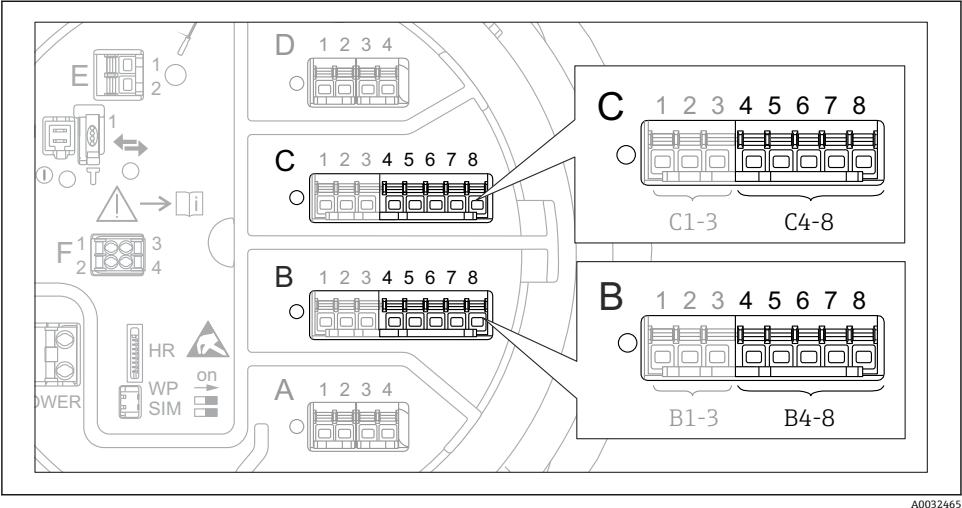 D 1 2 3 4
E 1
2
1
C 1 2 3 4 5 6 7 8
i
F 1 3
2 4
B 1 2 3 4 5 6 7 8
HR
WP on
SIM
OWER
A 1 2 3 4
C 1 2 3 4 5 6 7 8
C1-3 C4-8
B 1 2 3 4 5 6 7 8
B1-3 B4-8
A0032465